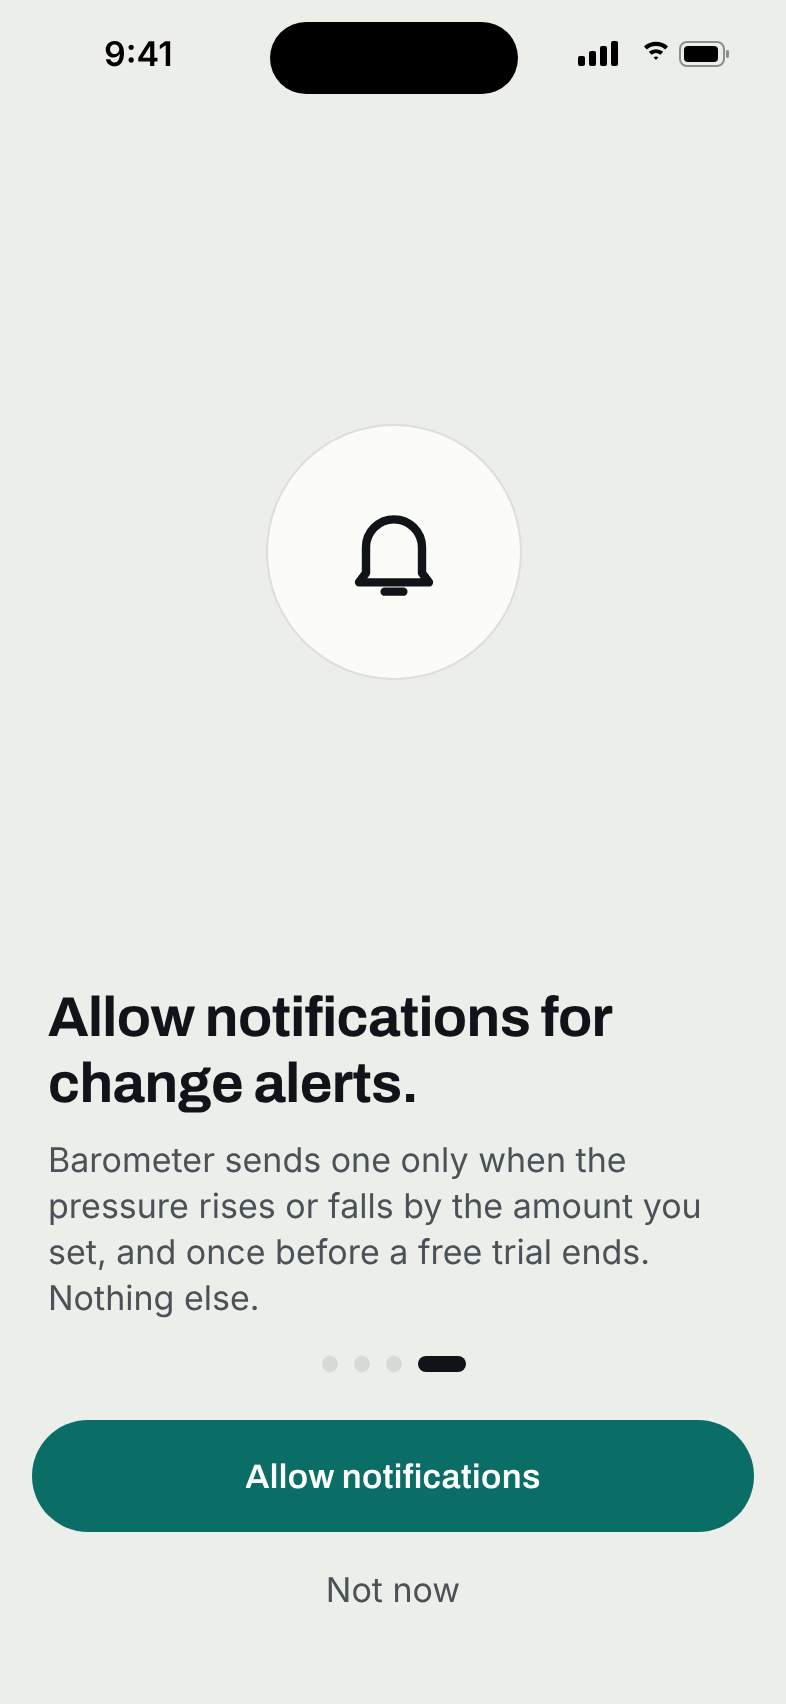 9:41
Allow notifications for
change alerts.
Barometer sends one only when the
pressure rises or falls by the amount you
set, and once before a free trial ends.
Nothing else.
Allow notifications
Not now